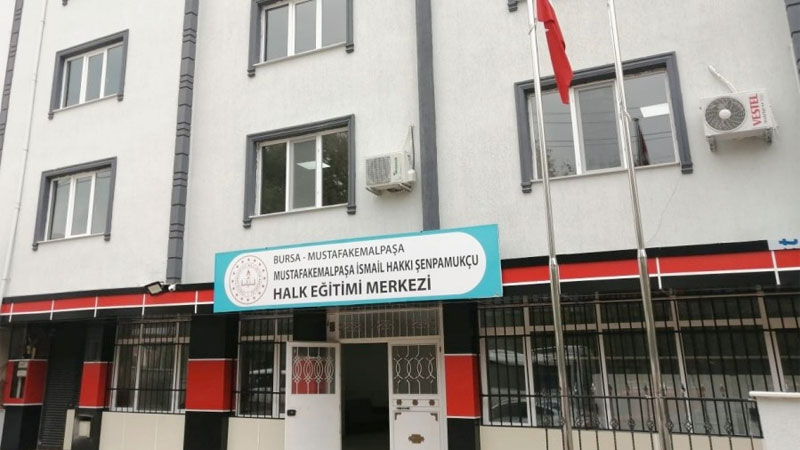 BURSA - MUSTAFAKEMALPAŞA
MUSTAFAKEMALPAŞA İSMAİL HAKKI ŞENPAMUKÇU
HALK EĞİTİMİ MERKEZİ
VESTEL